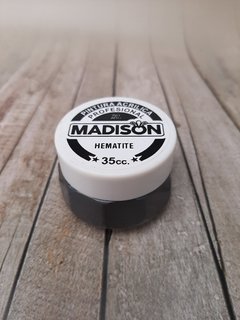 PINTURA ACRILICA
PROFESIONAL
MADISON
HEMATITE
35cc.